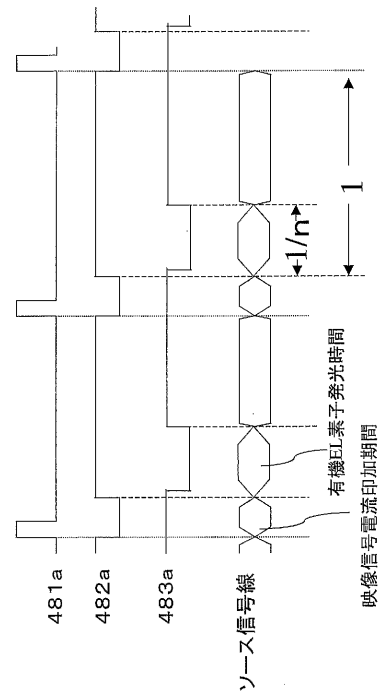 481a
482a
483a
ソース信号線
1/n
1
有機EL素子発光時間
映像信号電流印加期間